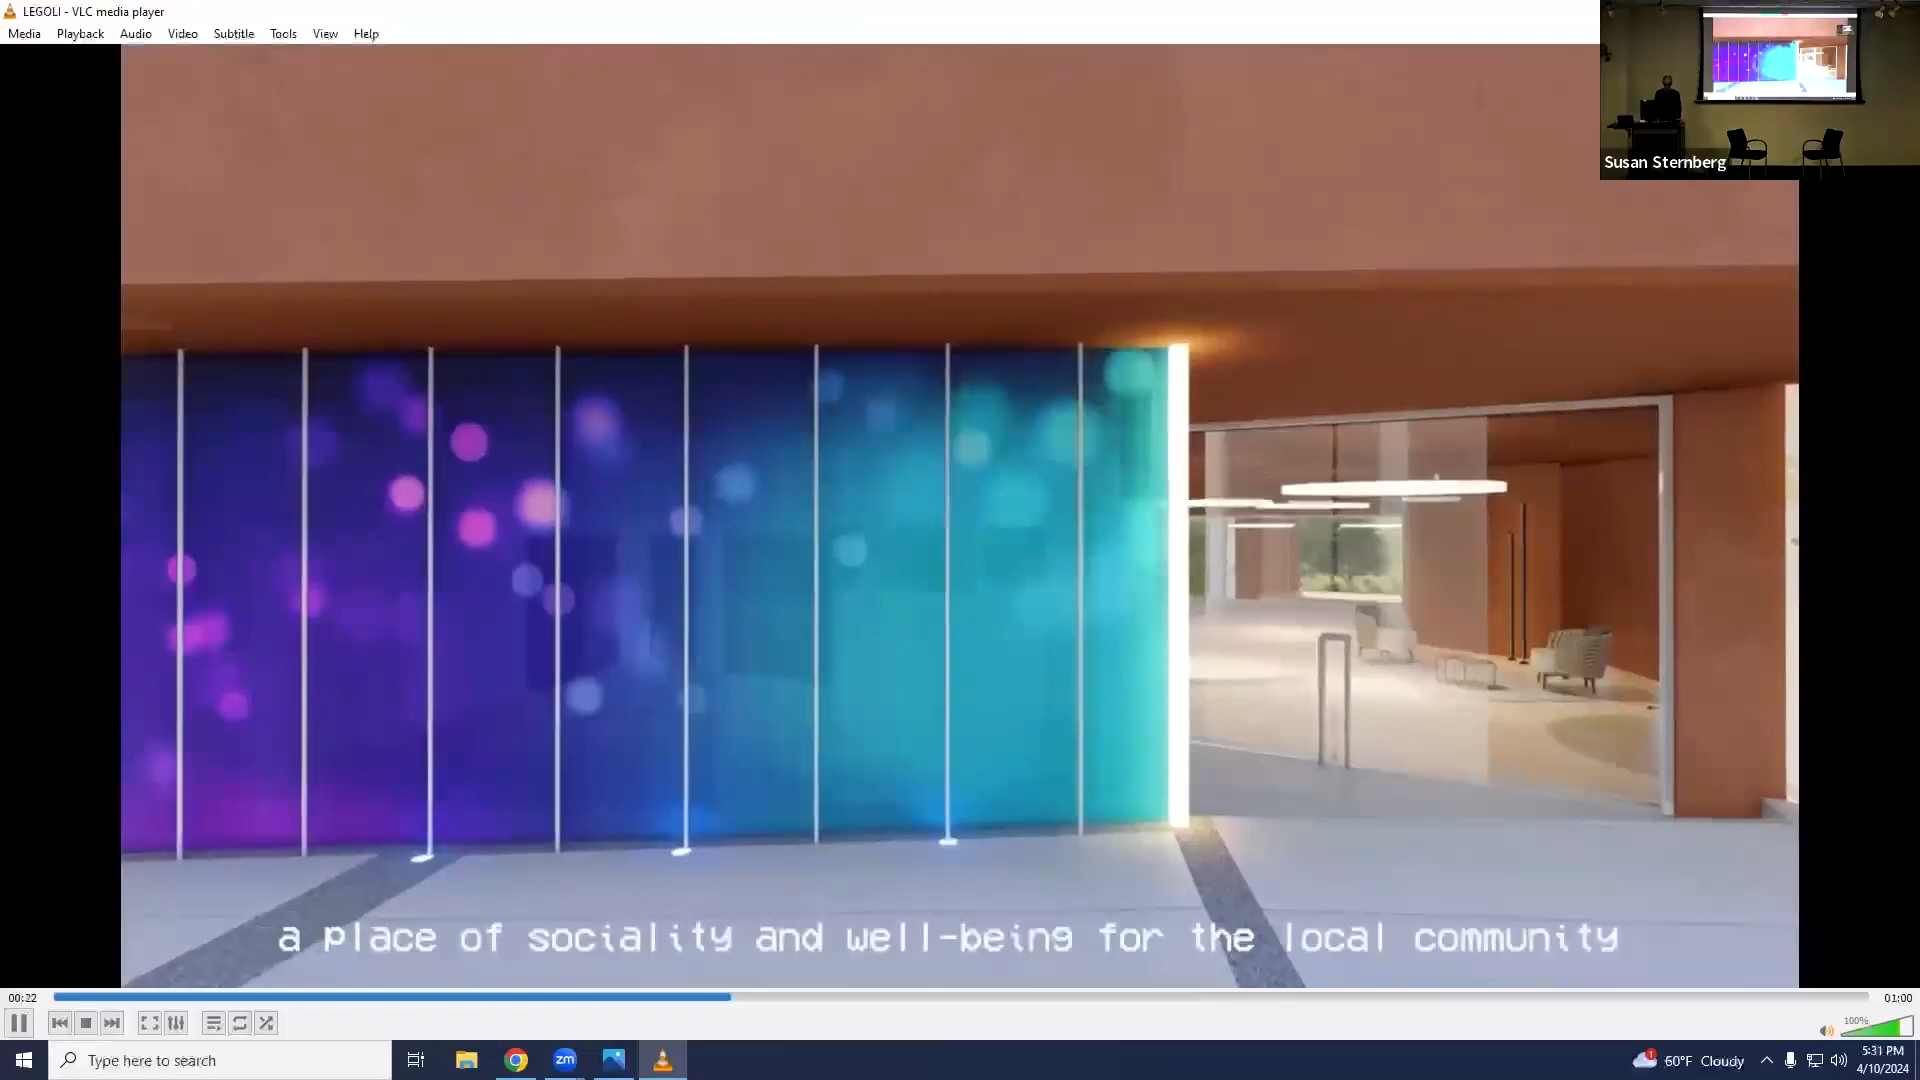 LEGOLI - VLC media player
Media Playback Audio Video Subtitle Tools View Help
Susan Sternberg
a place of sociality and well-being for the local community
00:22
01:00
100%
Type here to search
zm
1
60°F Cloudy
5:31 PM
4/10/2024